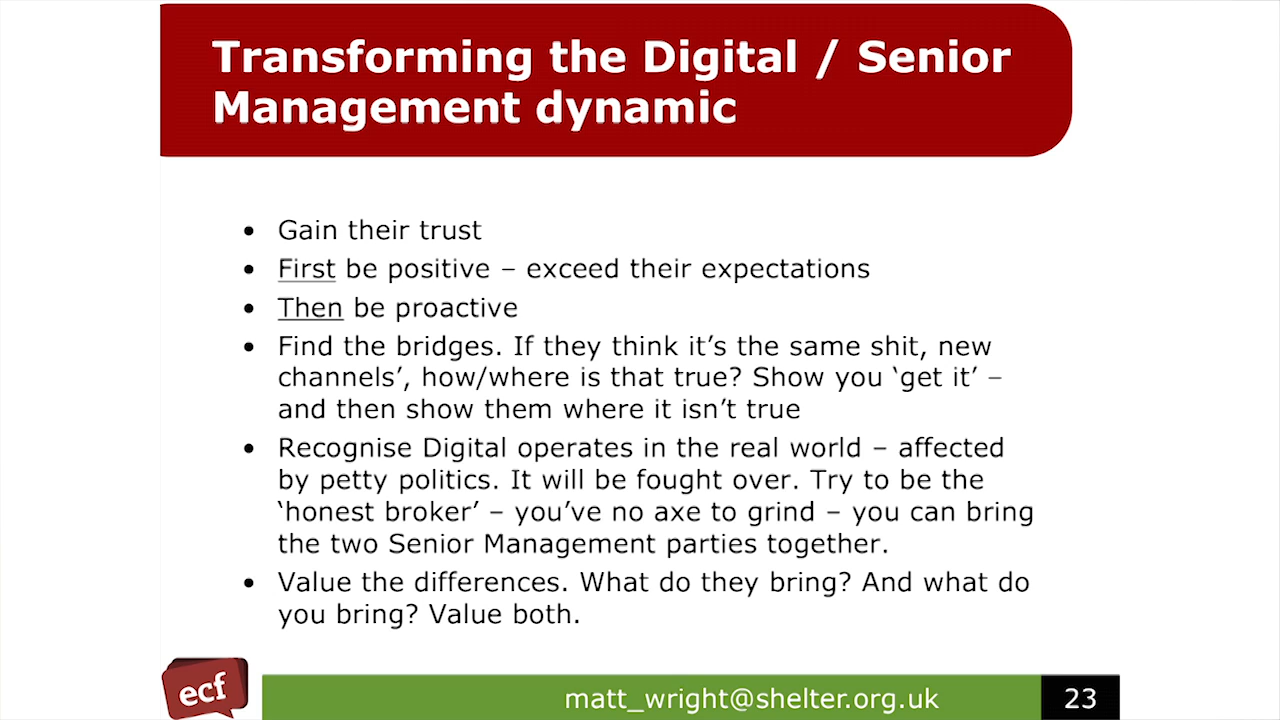 Transforming the Digital / Senior
Management dynamic
• Gain their trust
• First be positive – exceed their expectations
• Then be proactive
• Find the bridges. If they think it’s the same shit, new
channels’, how/where is that true? Show you ‘get it’ –
and then show them where it isn’t true
• Recognise Digital operates in the real world – affected
by petty politics. It will be fought over. Try to be the
‘honest broker’ – you’ve no axe to grind – you can bring
the two Senior Management parties together.
• Value the differences. What do they bring? And what do
you bring? Value both.
ecf
matt_wright@shelter.org.uk
23